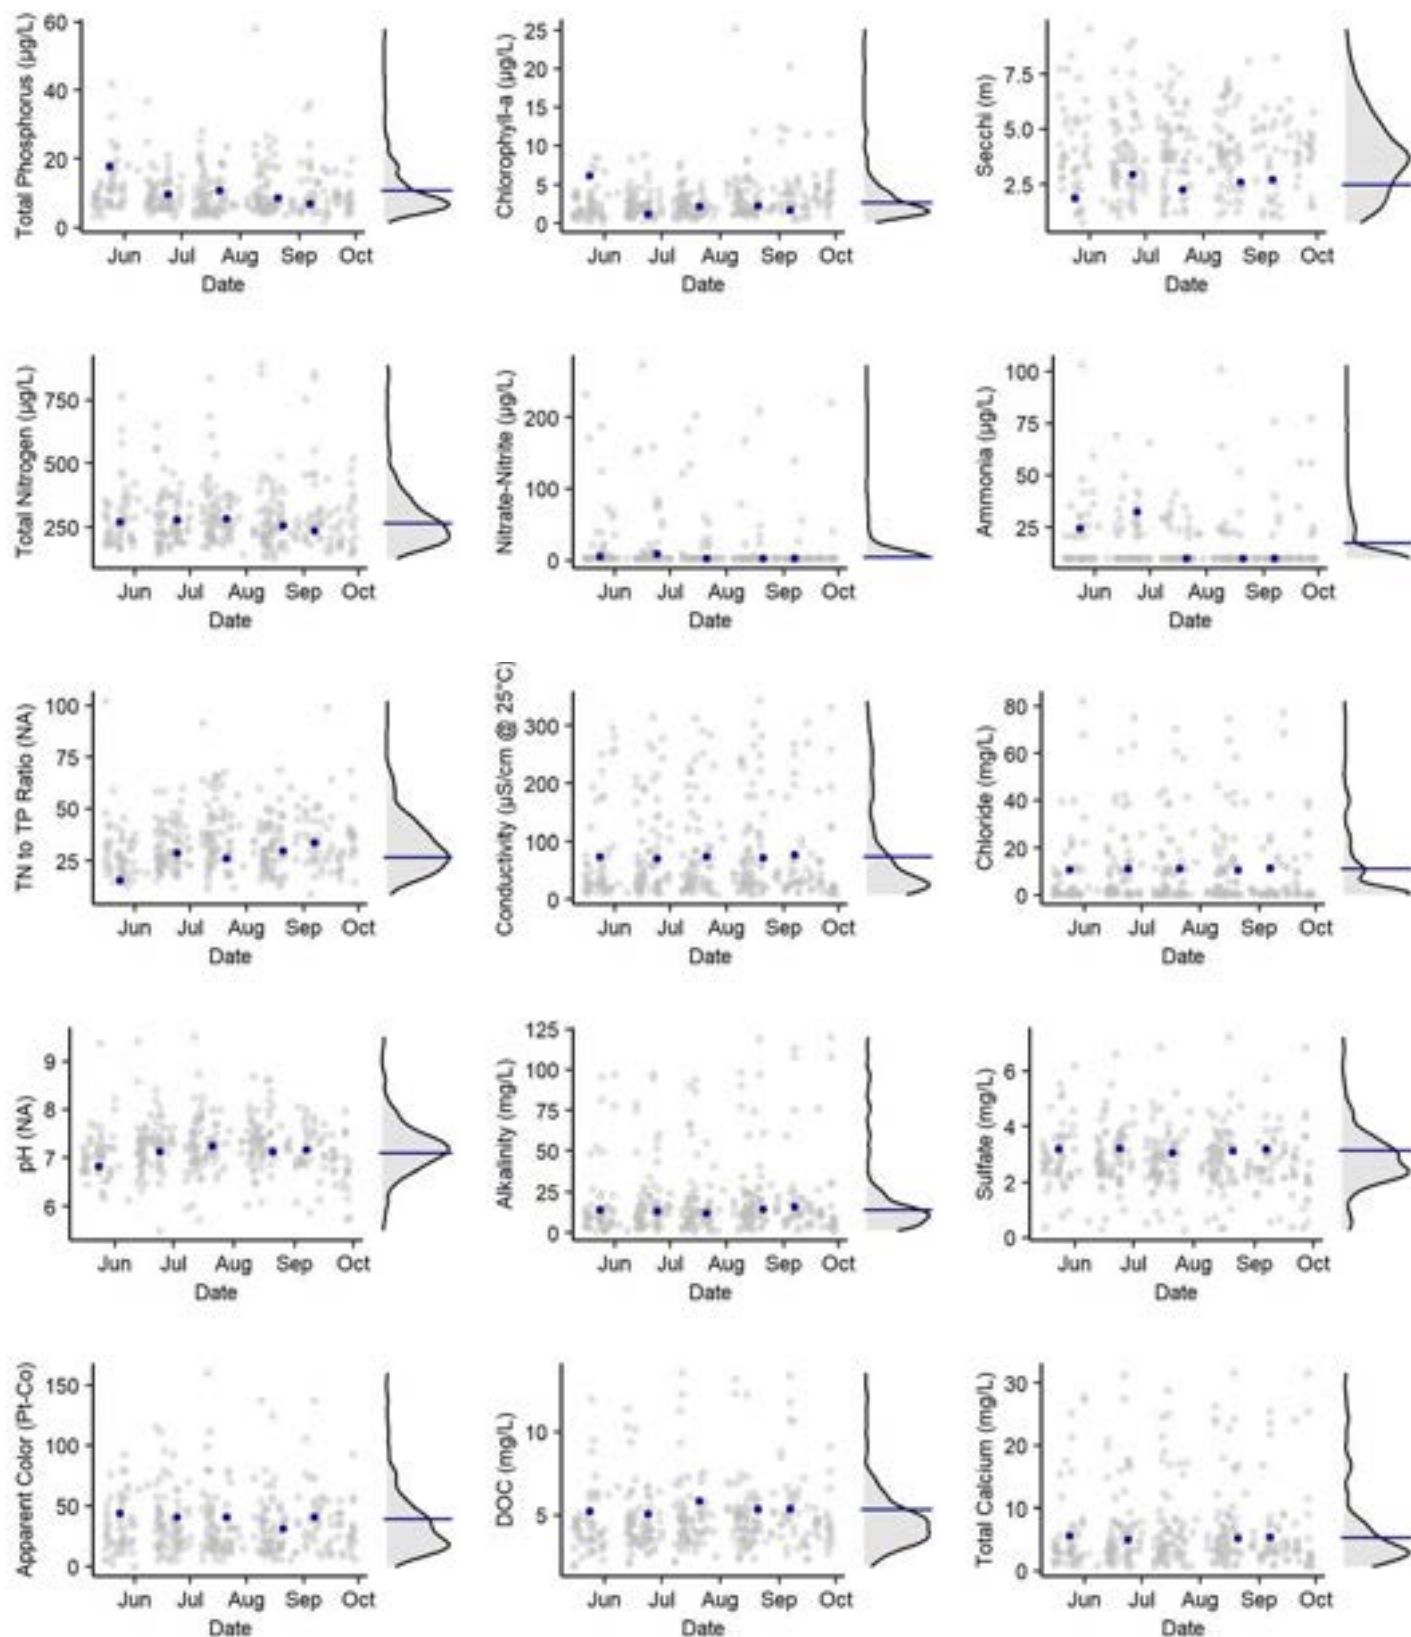 Total Phosphorus (µg/L)
60
40
20
0
Jun Jul Aug Sep Oct
Date
Chlorophyll-a (µg/L)
25
20
15
10
5
0
Jun Jul Aug Sep Oct
Date
Secchi (m)
7.5
5.0
2.5
Jun Jul Aug Sep Oct
Date
Total Nitrogen (µg/L)
750
500
250
Jun Jul Aug Sep Oct
Date
Nitrate-Nitrite (µg/L)
200
100
0
Jun Jul Aug Sep Oct
Date
Ammonia (µg/L)
100
75
50
25
Jun Jul Aug Sep Oct
Date
TN to TP Ratio (NA)
100
75
50
25
Jun Jul Aug Sep Oct
Date
Conductivity (µS/cm @ 25°C)
300
200
100
0
Jun Jul Aug Sep Oct
Date
Chloride (mg/L)
80
60
40
20
0
Jun Jul Aug Sep Oct
Date
pH (NA)
9
8
7
6
Jun Jul Aug Sep Oct
Date
Alkalinity (mg/L)
125
100
75
50
25
0
Jun Jul Aug Sep Oct
Date
Sulfate (mg/L)
6
4
2
0
Jun Jul Aug Sep Oct
Date
Apparent Color (Pt-Co)
150
100
50
0
Jun Jul Aug Sep Oct
Date
DOC (mg/L)
10
5
Jun Jul Aug Sep Oct
Date
Total Calcium (mg/L)
30
20
10
0
Jun Jul Aug Sep Oct
Date